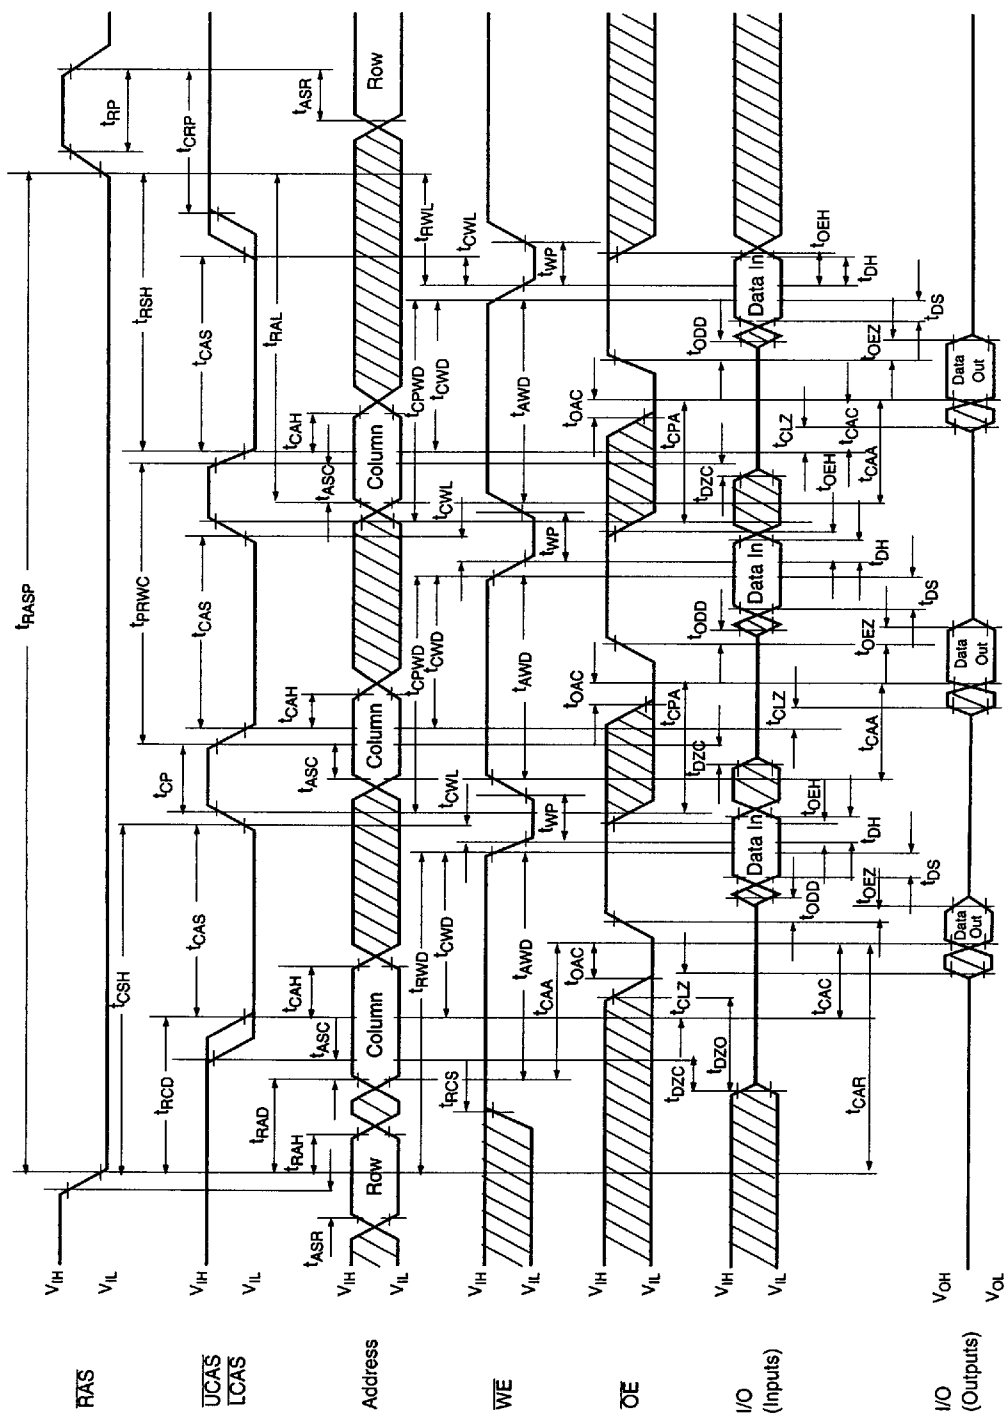 RAS
VIH
VIL
tRASP
tRP
UCAS
LCAS
VIH
VIL
tCSH
tPRWC
tRSH
tRCD
tCP
tCRP
tCAS
tCAS
tCAS
Address
VIH
VIL
tASR
tRAD
tRAL
tRAH
tASC
tCAH
tASC
tCAH
tASC
tCAH
tASR
Row
Column
Column
Column
Row
WE
VIH
VIL
tRWD
tCPWD
tCPWD
tRWL
tRCS
tCWD
tCWL
tCWD
tCWL
tCWD
tCWL
tAWD
tAWD
tAWD
tWP
tWP
tWP
OE
VIH
VIL
tCAA
tOAC
tOAC
tOAC
tCPA
tCPA
I/O
(Inputs)
VIH
VIL
tDZC
tCLZ
tDZC
tDZC
tDZO
tODD
tODD
tODD
Data In
Data In
Data In
tCLZ
tCLZ
tOEH
tOEH
tOEH
tCAC
tCAC
tCAR
tCAA
tCAA
tDH
tDH
tDH
tOEZ
tOEZ
tOEZ
tDS
tDS
tDS
I/O
(Outputs)
VOH
VOL
Data
Out
Data
Out
Data
Out